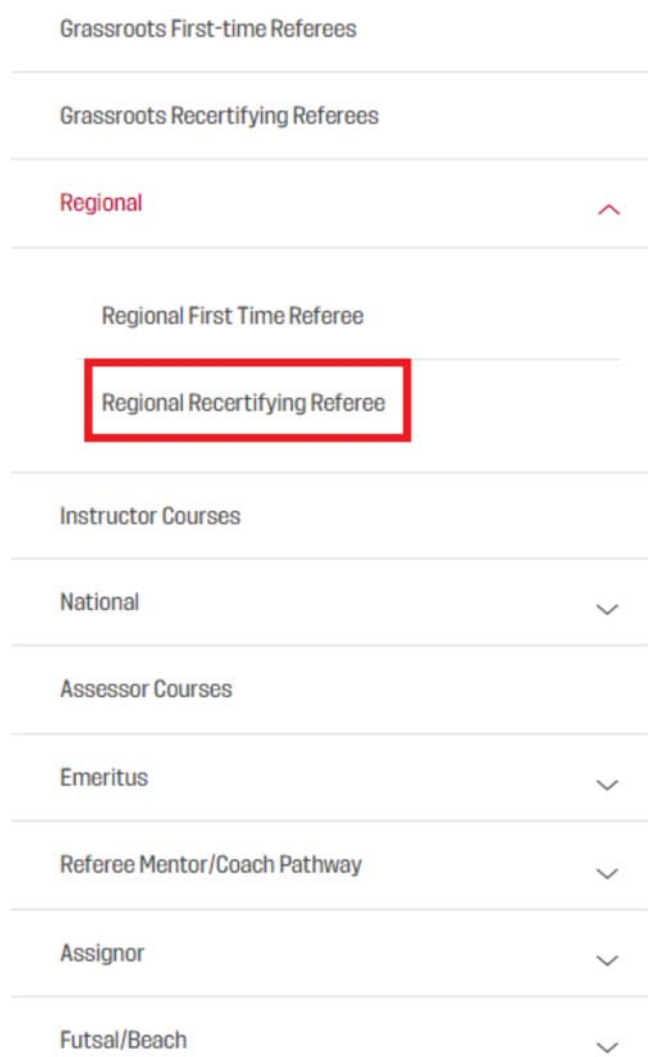 Grassroots First-time Referees
Grassroots Recertifying Referees
Regional
Regional First Time Referee
Regional Recertifying Referee
Instructor Courses
National
Assessor Courses
Emeritus
Referee Mentor/Coach Pathway
Assignor
Futsal/Beach